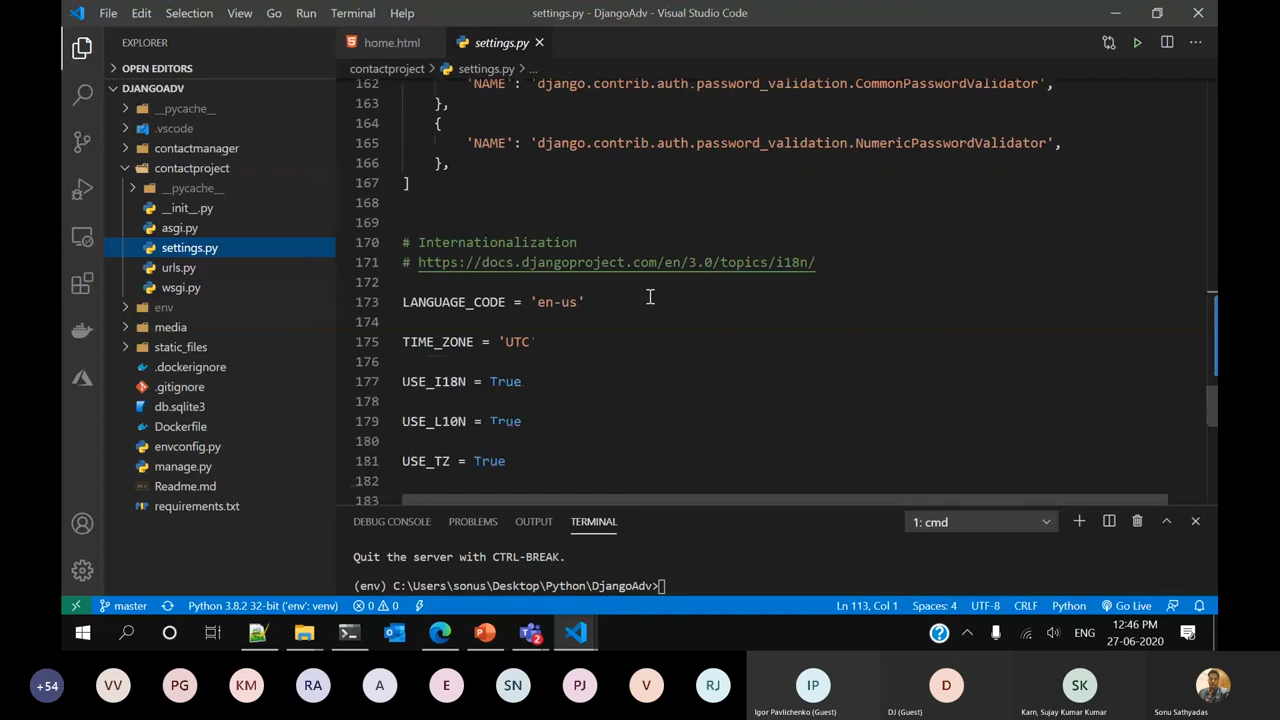 File Edit Selection View Go Run Terminal Help
settings.py - DjangoAdv - Visual Studio Code
EXPLORER
OPEN EDITORS
DJANGOADV
__pycache__
.vscode
contactmanager
contactproject
__pycache__
__init__.py
asgi.py
settings.py
urls.py
wsgi.py
env
media
static_files
.dockerignore
.gitignore
db.sqlite3
Dockerfile
envconfig.py
manage.py
Readme.md
requirements.txt
home.html
settings.py
contactproject > settings.py > ...
162 'NAME': 'django.contrib.auth.password_validation.CommonPasswordValidator',
163 },
164 {
165 'NAME': 'django.contrib.auth.password_validation.NumericPasswordValidator',
166 },
167 ]
168
169
170 # Internationalization
171 # https://docs.djangoproject.com/en/3.0/topics/i18n/
172
173 LANGUAGE_CODE = 'en-us'
174
175 TIME_ZONE = 'UTC'
176
177 USE_I18N = True
178
179 USE_L10N = True
180
181 USE_TZ = True
182
183
DEBUG CONSOLE PROBLEMS OUTPUT TERMINAL
1: cmd
Quit the server with CTRL-BREAK.
(env) C:\Users\sonus\Desktop\Python\DjangoAdv>
master
Python 3.8.2 32-bit ('env': venv)
0 0
Ln 113, Col 1
Spaces: 4
UTF-8
CRLF
Python
Go Live
2
ENG
12:46 PM
27-06-2020
+54
VV
PG
KM
RA
A
E
SN
PJ
V
RJ
IP
Igor Pavlichenko (Guest)
D
DJ (Guest)
SK
Karn, Sujay Kumar Kumar
Sonu Sathyadas